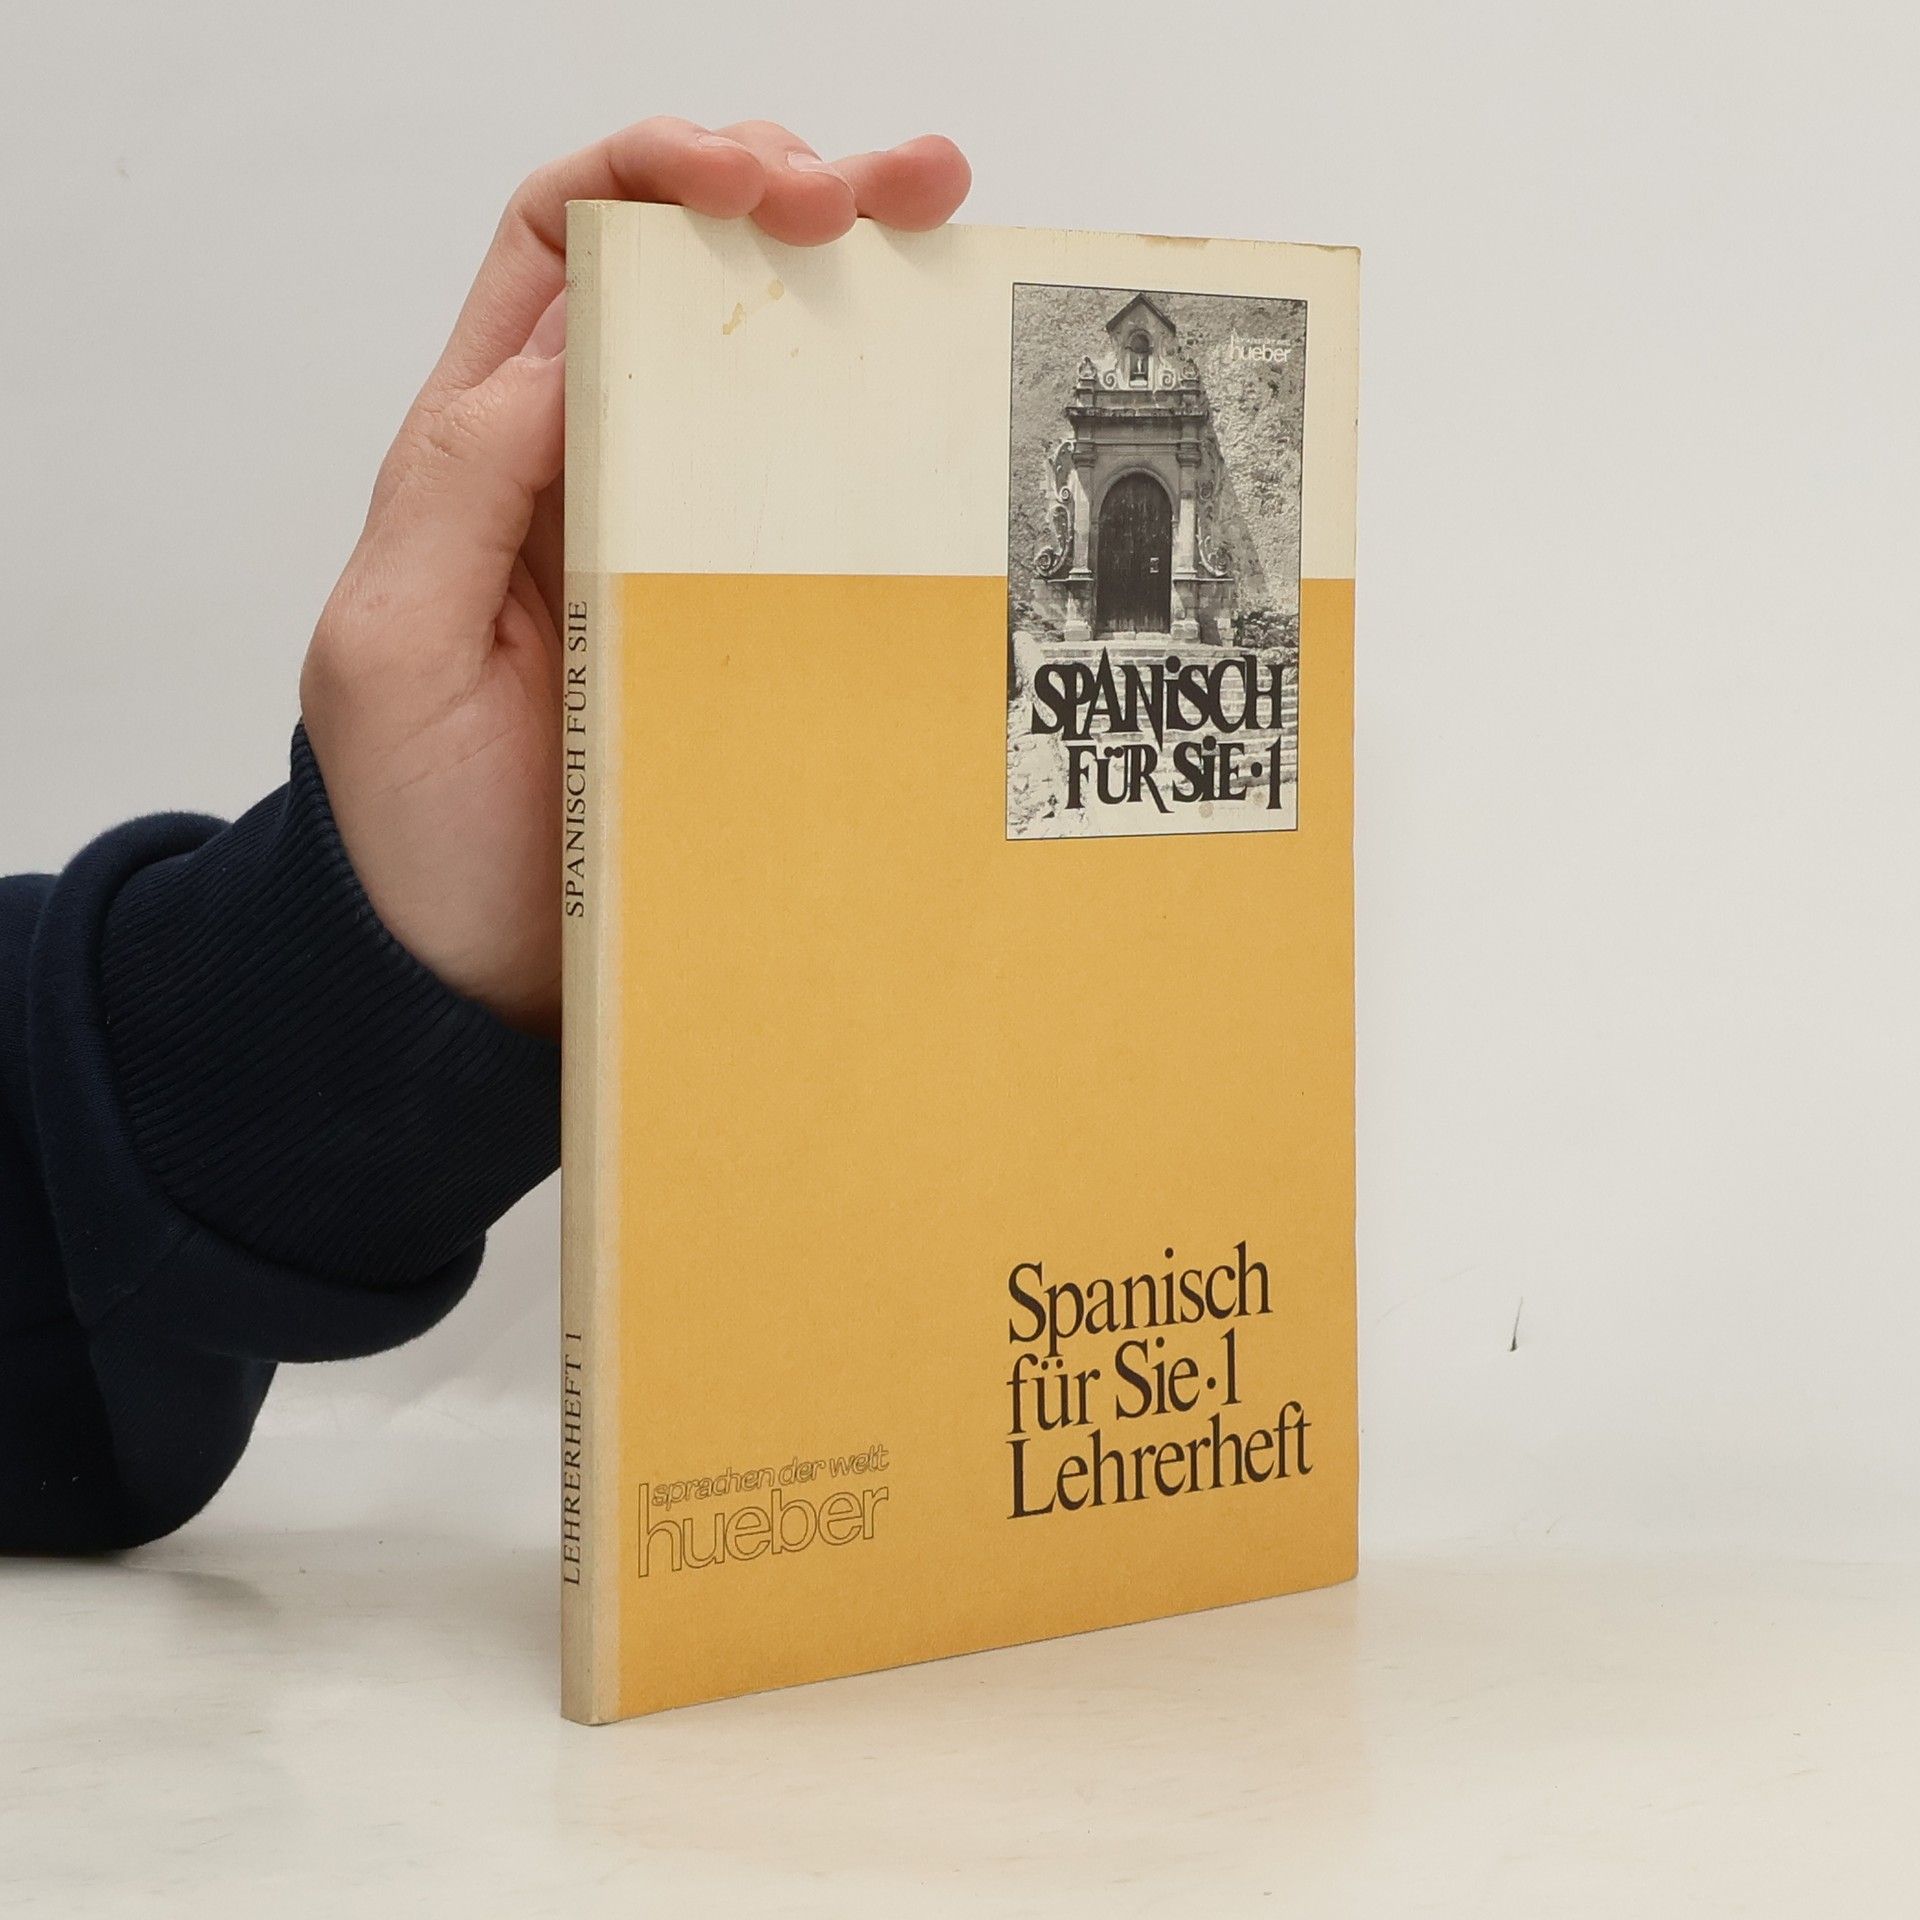 SPANISCH FÜR SIE
LEHRERHEFT 1
hueber
SPANiSCH
FÜR SiE·1
Spanisch
für Sie·1
Lehrerheft
sprachen der welt
hueber